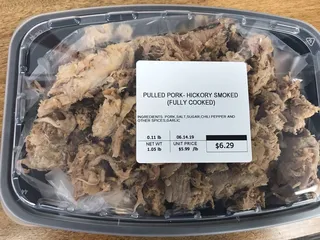 PULLED PORK- HICKORY SMOKED
(FULLY COOKED)
INGREDIENTS: PORK,SALT,SUGAR,CHILI PEPPER AND
OTHER SPICES,GARLIC
0.11 lb 06.14.19
NET WT UNIT PRICE
1.05 lb $5.99 /lb $6.29